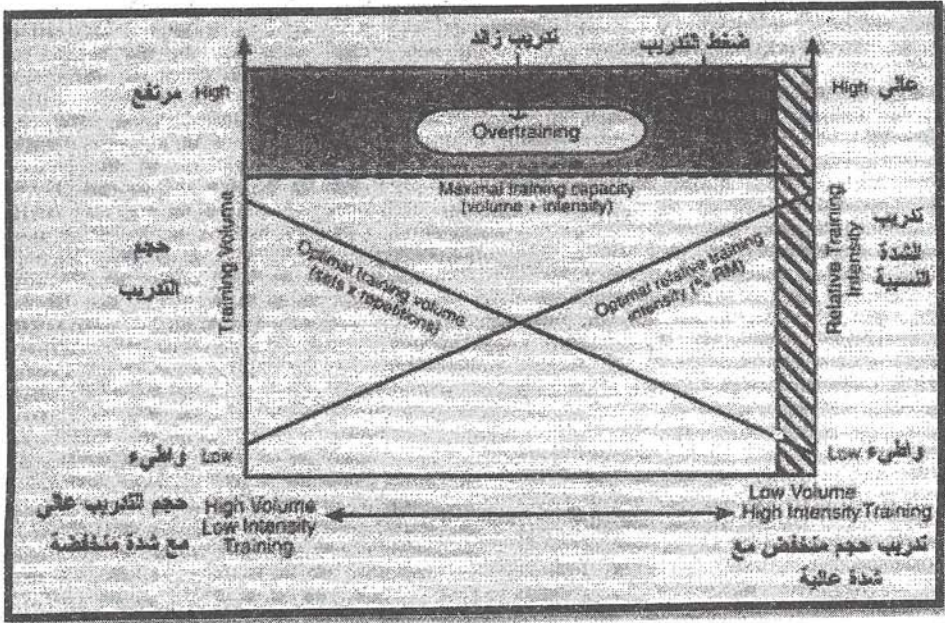 تدريب زائد
ضغط التدريب
مرتفع High
High عالي
Overtraining
Maximal training capacity
(volume + intensity)
Training Volume
حجم
التدريب
Optimal training volume
(sets x repetitions)
Optimal relative training
intensity (% RM)
Relative Training
Intensity
تدريب
الشدة
النسبية
واطيء Low
Low واطيء
حجم التدريب عالي
مع شدة منخفضة
High Volume
Low Intensity
Training
Low Volume
High Intensity Training
تدريب حجم منخفض مع
شدة عالية